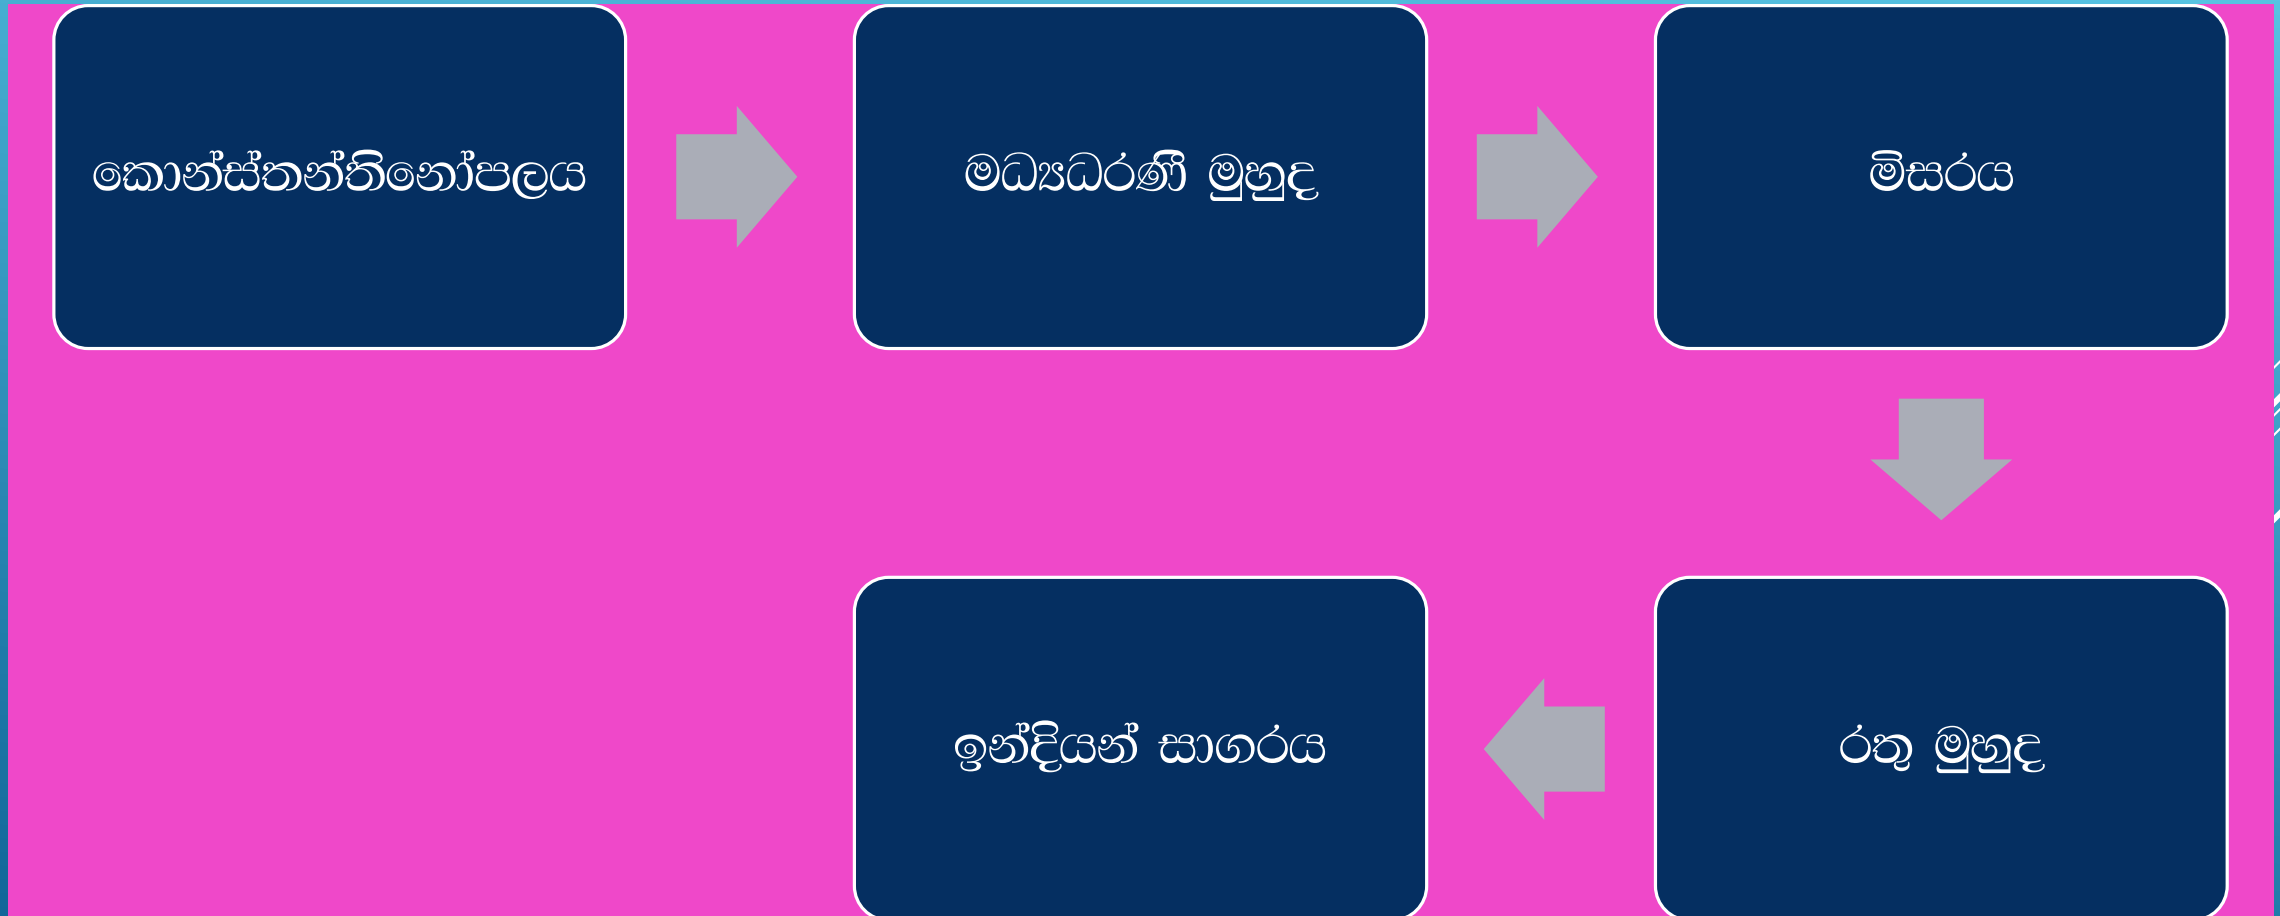 කොන්ස්තන්තිනෝපලය
මධ්‍යධරණී මුහුද
මිසරය
රතු මුහුද
ඉන්දියන් සාගරය